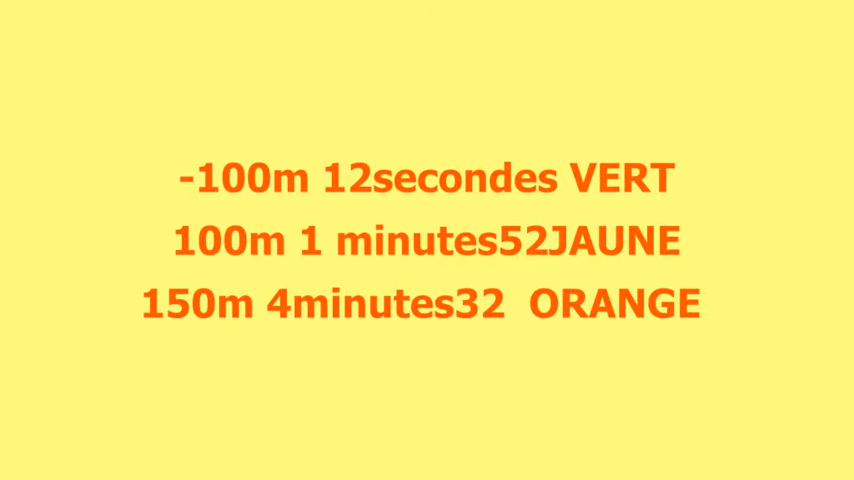 -100m 12secondes VERT
100m 1 minutes52JAUNE
150m 4minutes32  ORANGE